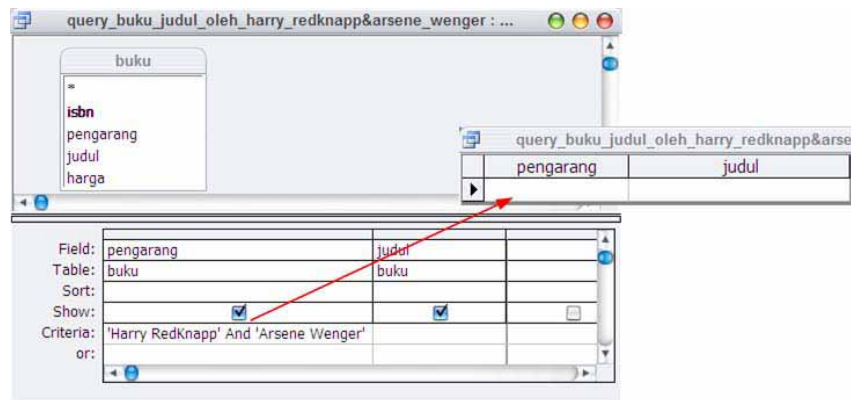 query_buku_judul_oleh_harry_redknapp&arsene_wenger : ...
buku
*
isbn
pengarang
judul
harga
query_buku_judul_oleh_harry_redknapp&arse
pengarang judul
Field: pengarang judul
Table: buku buku
Sort:
Show:
Criteria: 'Harry RedKnapp' And 'Arsene Wenger'
or: